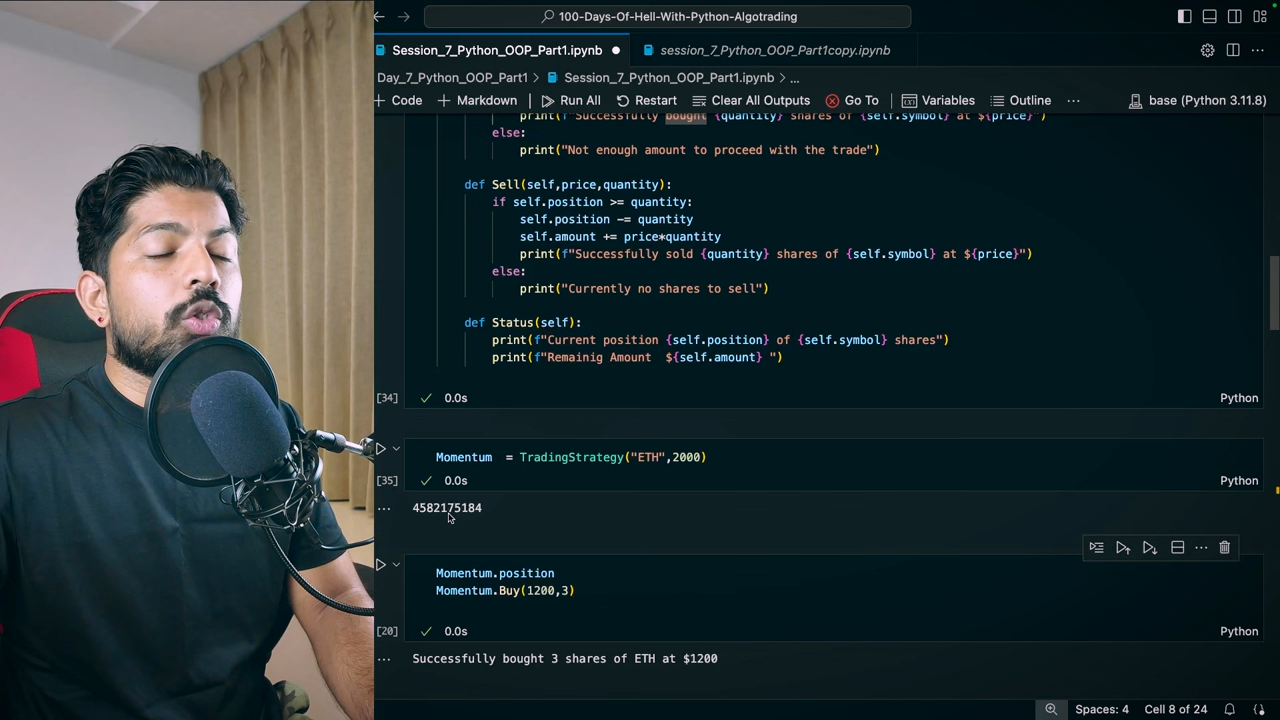 100-Days-Of-Hell-With-Python-Algotrading
Session_7_Python_OOP_Part1.ipynb
session_7_Python_OOP_Part1copy.ipynb
Day_7_Python_OOP_Part1 > Session_7_Python_OOP_Part1.ipynb > ...
+ Code + Markdown Run All Restart Clear All Outputs Go To Variables Outline ... base (Python 3.11.8)
print(f"Successfully bought {quantity} shares of {self.symbol} at ${price}")
else:
print("Not enough amount to proceed with the trade")
def Sell(self,price,quantity):
if self.position >= quantity:
self.position -= quantity
self.amount += price*quantity
print(f"Successfully sold {quantity} shares of {self.symbol} at ${price}")
else:
print("Currently no shares to sell")
def Status(self):
print(f"Current position {self.position} of {self.symbol} shares")
print(f"Remainig Amount  ${self.amount} ")
[34] 0.0s Python
Momentum  = TradingStrategy("ETH",2000)
[35] 0.0s Python
... 4582175184
Momentum.position
Momentum.Buy(1200,3)
[20] 0.0s Python
... Successfully bought 3 shares of ETH at $1200
Spaces: 4 Cell 8 of 24